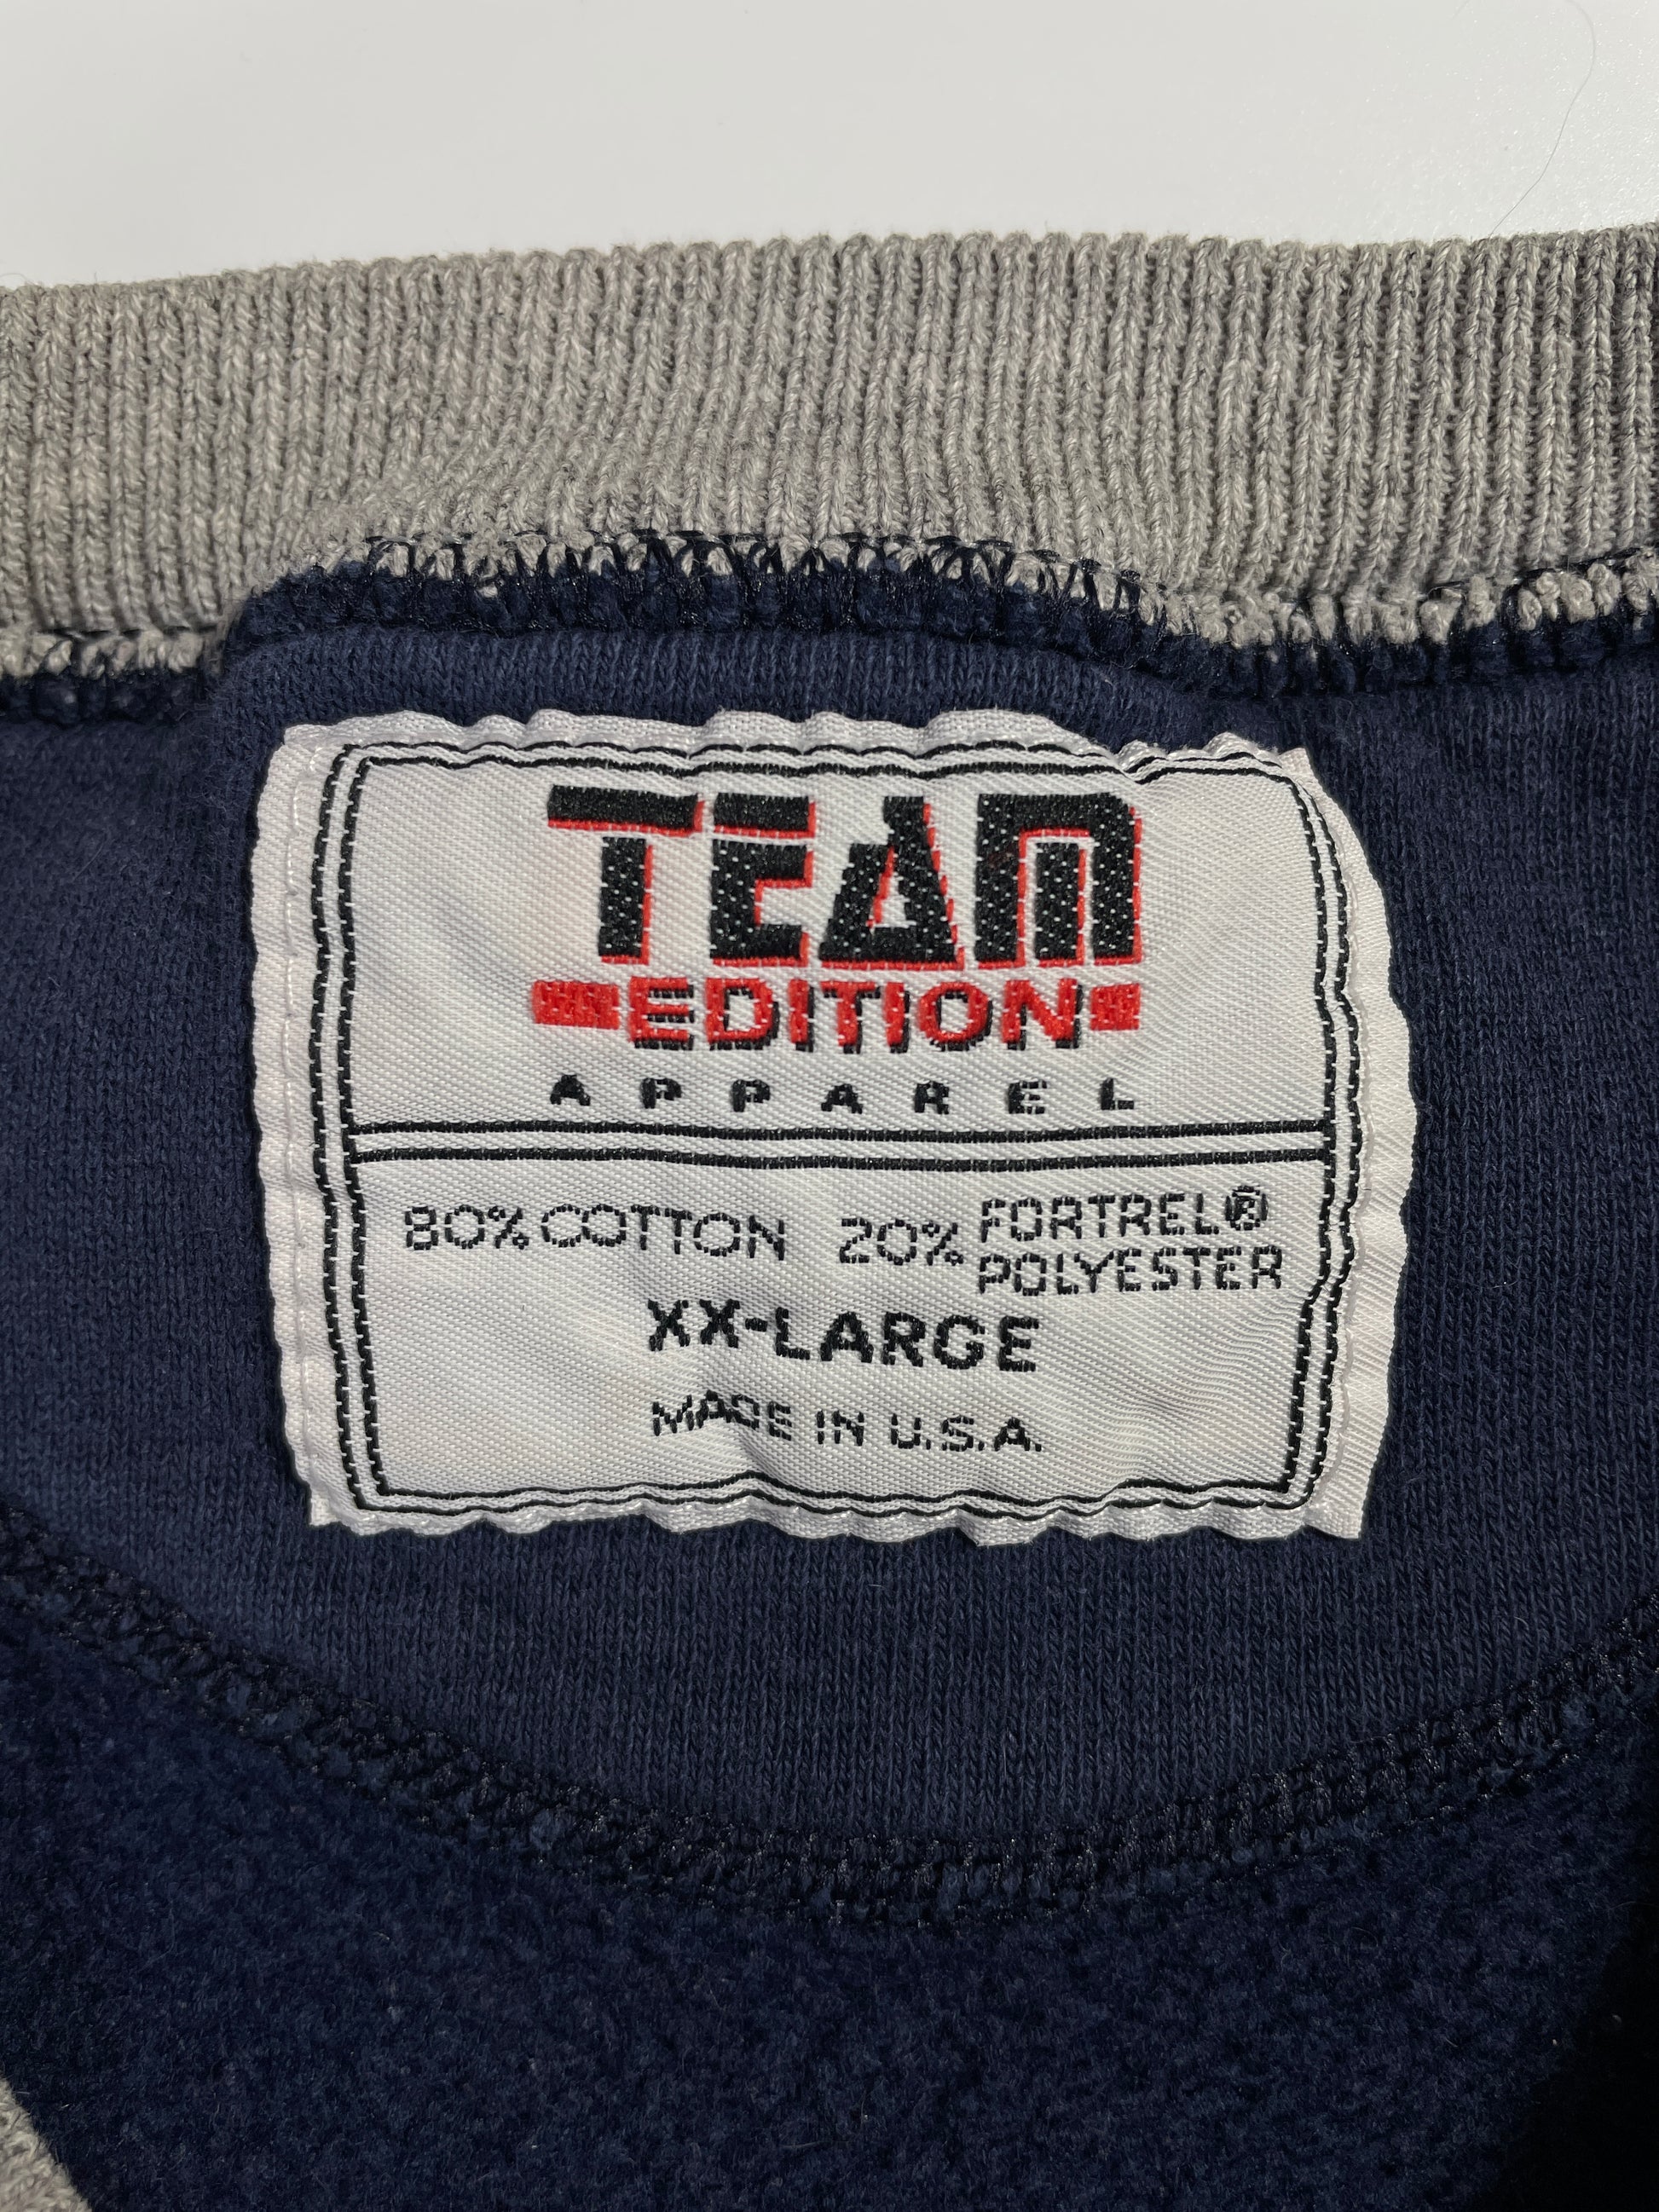 TEAM
EDITION
APPAREL
80% COTTON 20% FORTREL®
POLYESTER
XX-LARGE
MADE IN U.S.A.